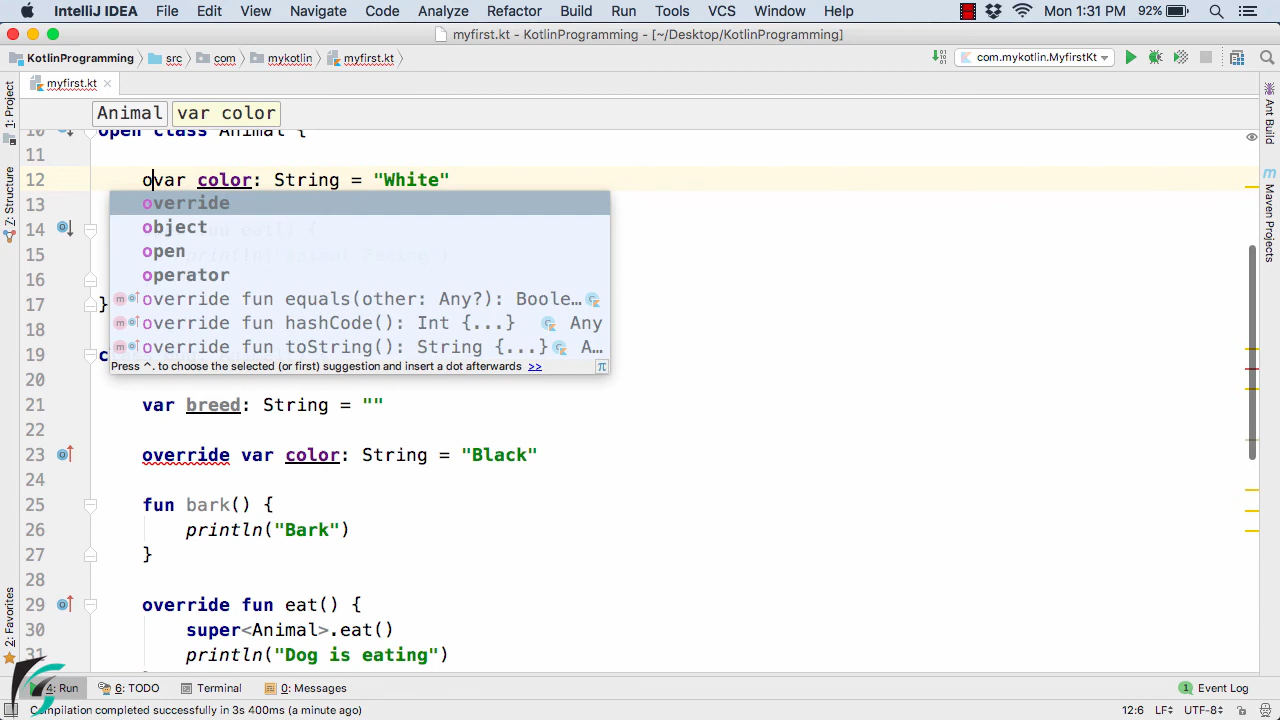 IntelliJ IDEA File Edit View Navigate Code Analyze Refactor Build Run Tools VCS Window Help Mon 1:31 PM 92%
myfirst.kt - KotlinProgramming - [~/Desktop/KotlinProgramming]
KotlinProgramming src com mykotlin myfirst.kt com.mykotlin.MyfirstKt
myfirst.kt
Animal var color
10 open class Animal {
11
12 ovar color: String = "White"
13 override
object
14 eat() {
open
15
operator
16
17 } override fun equals(other: Any?): Boole…
18 override fun hashCode(): Int {...} Any
19 c override fun toString(): String {...} A…
Press ^. to choose the selected (or first) suggestion and insert a dot afterwards >> π
20
21 var breed: String = ""
22
23 override var color: String = "Black"
24
25 fun bark() {
26 println("Bark")
27 }
28
29 override fun eat() {
30 super<Animal>.eat()
31 println("Dog is eating")
1: Project
7: Structure
2: Favorites
Ant Build
m
Maven Projects
4: Run 6: TODO Terminal 0: Messages 1 Event Log
Compilation completed successfully in 3s 400ms (a minute ago) 12:6 LF÷ UTF-8÷